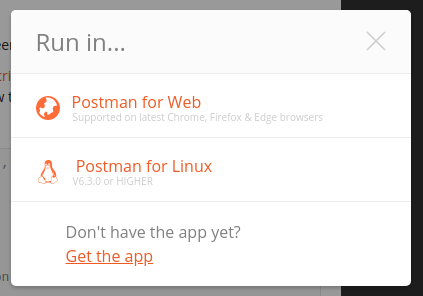 Run in...
Postman for Web
Supported on latest Chrome, Firefox & Edge browsers
Postman for Linux
V6.3.0 or HIGHER
Don't have the app yet?
Get the app